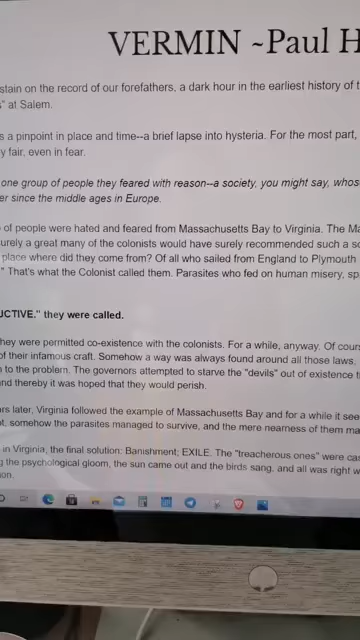 VERMIN ~Paul H
stain on the record of our forefathers, a dark hour in the earliest history of t
" at Salem.
s a pinpoint in place and time--a brief lapse into hysteria. For the most part,
y fair, even in fear.
one group of people they feared with reason--a society, you might say, whos
er since the middle ages in Europe.
of people were hated and feared from Massachusetts Bay to Virginia. The Ma
urely a great many of the colonists would have surely recommended such a so
place where did they come from? Of all who sailed from England to Plymouth
" That's what the Colonist called them. Parasites who fed on human misery, sp
UCTIVE." they were called.
hey were permitted co-existence with the colonists. For a while, anyway. Of cours
of their infamous craft. Somehow a way was always found around all those laws,
n to the problem. The governors attempted to starve the "devils" out of existence t
nd thereby it was hoped that they would perish.
rs later, Virginia followed the example of Massachusetts Bay and for a while it see
t, somehow the parasites managed to survive, and the mere nearness of them ma
in Virginia, the final solution: Banishment; EXILE. The "treacherous ones" were cas
g the psychological gloom, the sun came out and the birds sang, and all was right w
on.